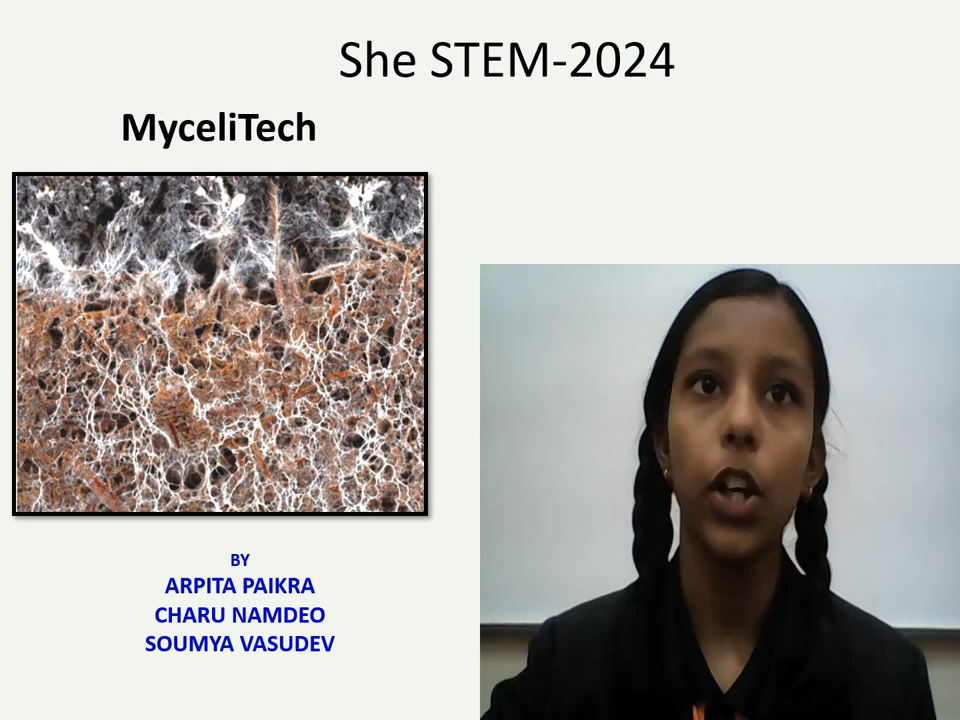 She STEM-2024
MyceliTech
BY
ARPITA PAIKRA
CHARU NAMDEO
SOUMYA VASUDEV